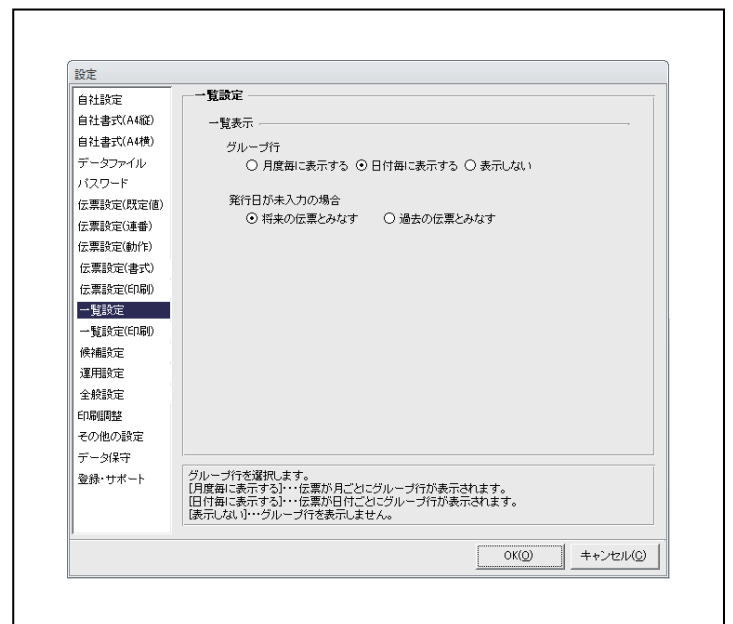 設定
自社設定
自社書式(A4縦)
自社書式(A4横)
データファイル
パスワード
伝票設定(既定値)
伝票設定(連番)
伝票設定(動作)
伝票設定(書式)
伝票設定(印刷)
一覧設定
一覧設定(印刷)
候補設定
運用設定
全般設定
印刷調整
その他の設定
データ保守
登録・サポート
一覧設定
一覧表示
グループ行
月度毎に表示する 日付毎に表示する 表示しない
発行日が未入力の場合
将来の伝票とみなす 過去の伝票とみなす
グループ行を選択します。
[月度毎に表示する]・・・伝票が月ごとにグループ行が表示されます。
[日付毎に表示する]・・・伝票が日付ごとにグループ行が表示されます。
[表示しない]・・・グループ行を表示しません。
OK(O) キャンセル(C)